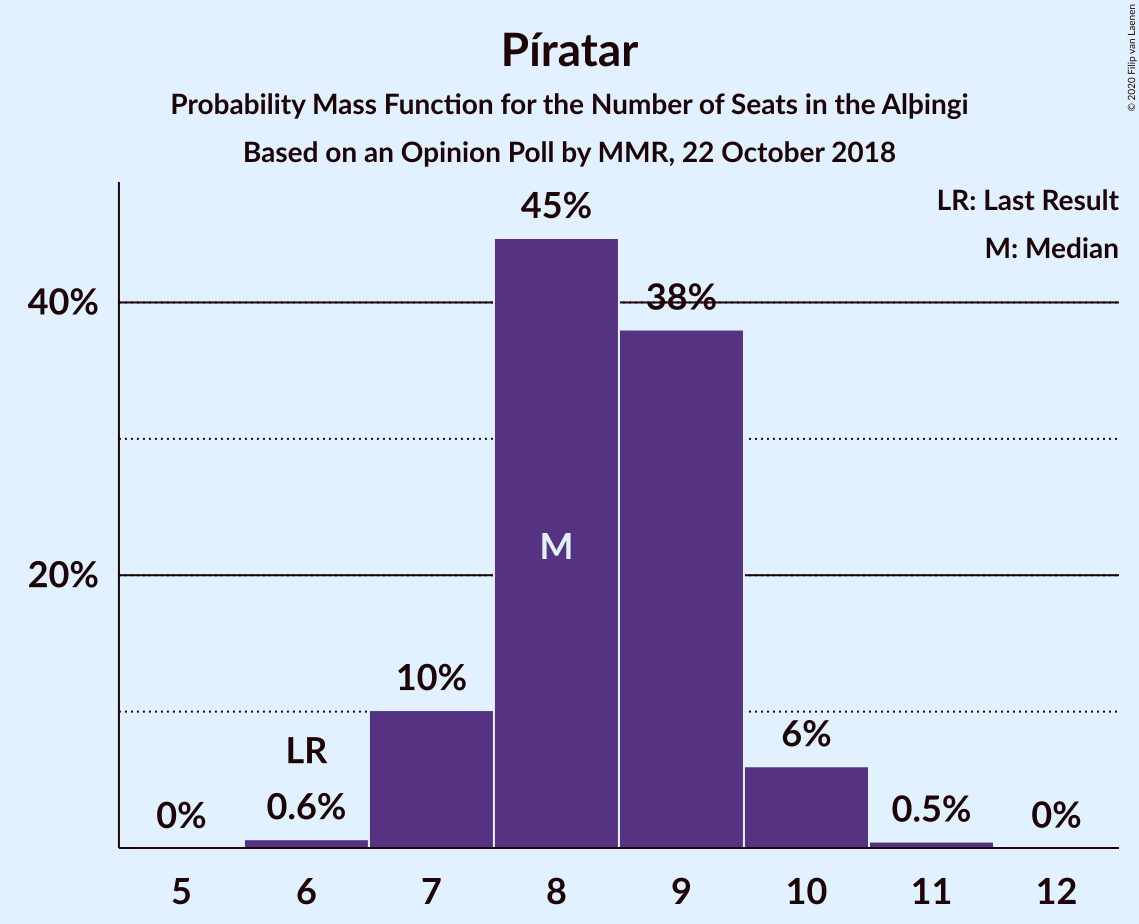 Píratar
Probability Mass Function for the Number of Seats in the Alþingi
Based on an Opinion Poll by MMR, 22 October 2018
© 2020 Filip van Laenen
LR: Last Result
M: Median
45%
38%
40%
M
20%
10%
6%
LR
0%
0.6%
0.5%
0%
5 6 7 8 9 10 11 12